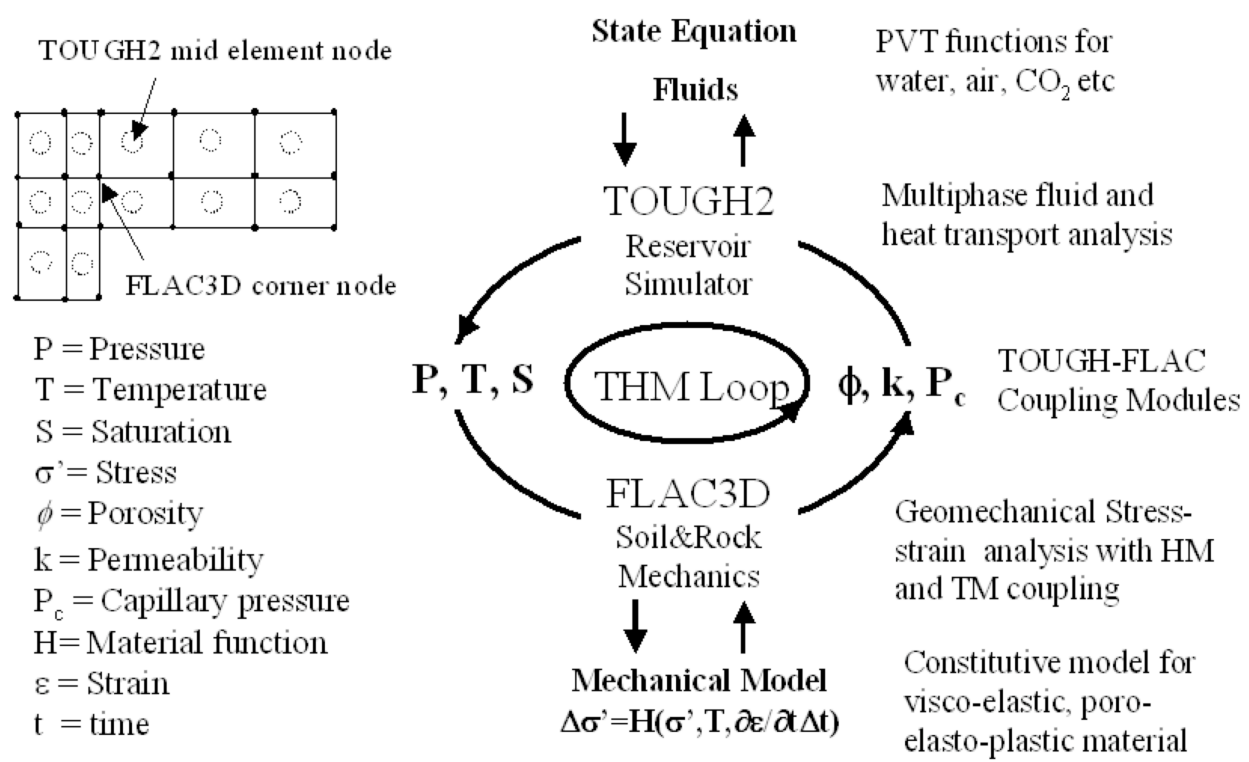 TOUGH2 mid element node
FLAC3D corner node
P = Pressure
T = Temperature
S = Saturation
σ’= Stress
ϕ = Porosity
k = Permeability
P_c = Capillary pressure
H= Material function
ε = Strain
t = time
State Equation
Fluids
TOUGH2
Reservoir
Simulator
P, T, S
THM Loop
φ, k, P_c
FLAC3D
Soil&Rock
Mechanics
Mechanical Model
Δσ’=H(σ’,T,∂ε/∂tΔt)
PVT functions for
water, air, CO₂ etc
Multiphase fluid and
heat transport analysis
TOUGH-FLAC
Coupling Modules
Geomechanical Stress-
strain analysis with HM
and TM coupling
Constitutive model for
visco-elastic, poro-
elasto-plastic material